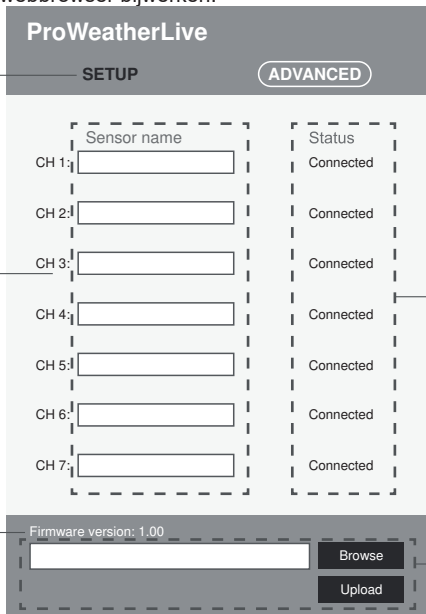 webbrowser bijwerken.
ProWeatherLive
SETUP ADVANCED
Sensor name Status
CH 1: Connected
CH 2: Connected
CH 3: Connected
CH 4: Connected
CH 5: Connected
CH 6: Connected
CH 7: Connected
Firmware version: 1.00
Browse
Upload